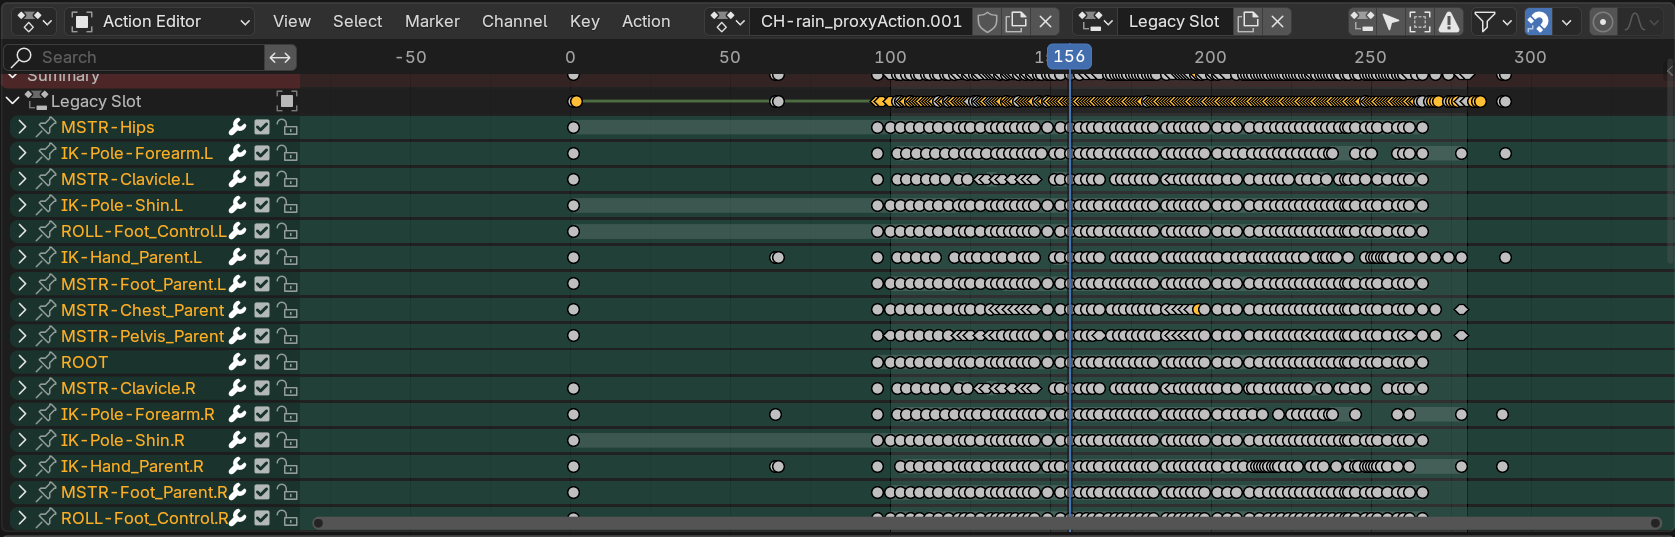 Action Editor View Select Marker Channel Key Action CH-rain_proxyAction.001 Legacy Slot
Search -50 0 50 100 156 200 250 300
Summary
Legacy Slot
MSTR-Hips
IK-Pole-Forearm.L
MSTR-Clavicle.L
IK-Pole-Shin.L
ROLL-Foot_Control.L
IK-Hand_Parent.L
MSTR-Foot_Parent.L
MSTR-Chest_Parent
MSTR-Pelvis_Parent
ROOT
MSTR-Clavicle.R
IK-Pole-Forearm.R
IK-Pole-Shin.R
IK-Hand_Parent.R
MSTR-Foot_Parent.R
ROLL-Foot_Control.R